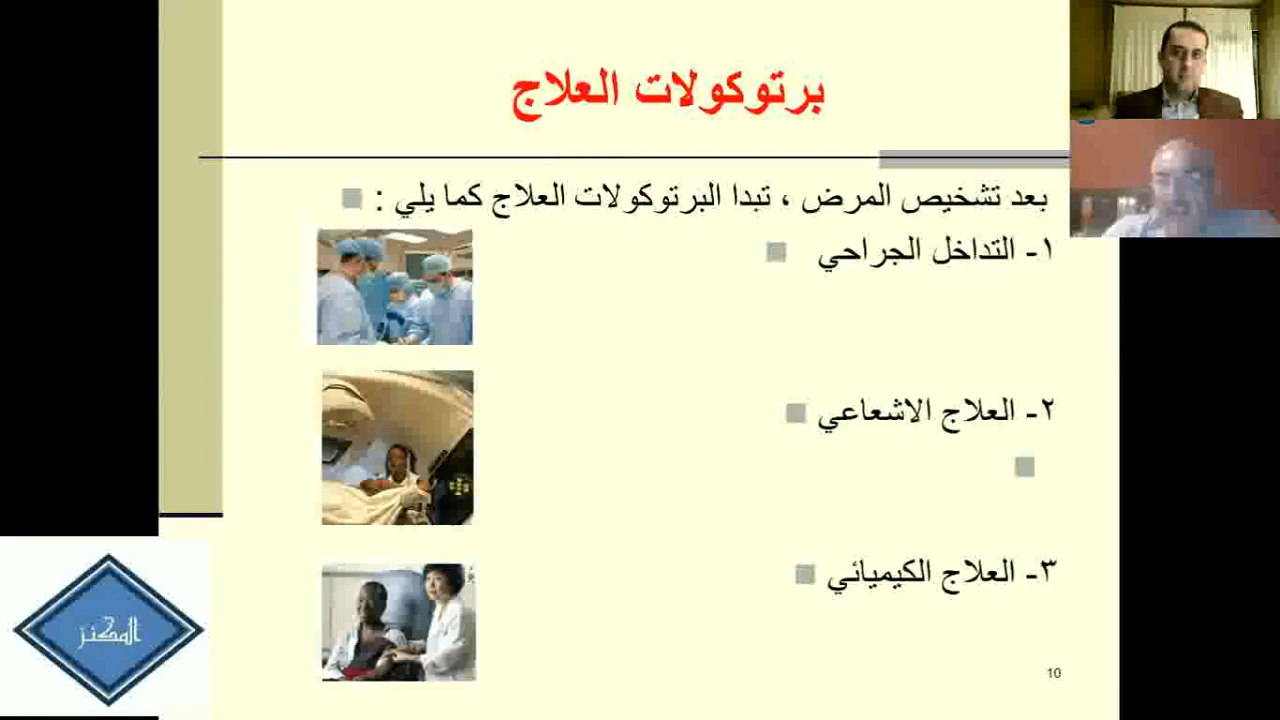 برتوكولات العلاج
بعد تشخيص المرض ، تبدا البرتوكولات العلاج كما يلي :
١- التداخل الجراحي
٢- العلاج الاشعاعي
٣- العلاج الكيميائي
10
المكنز